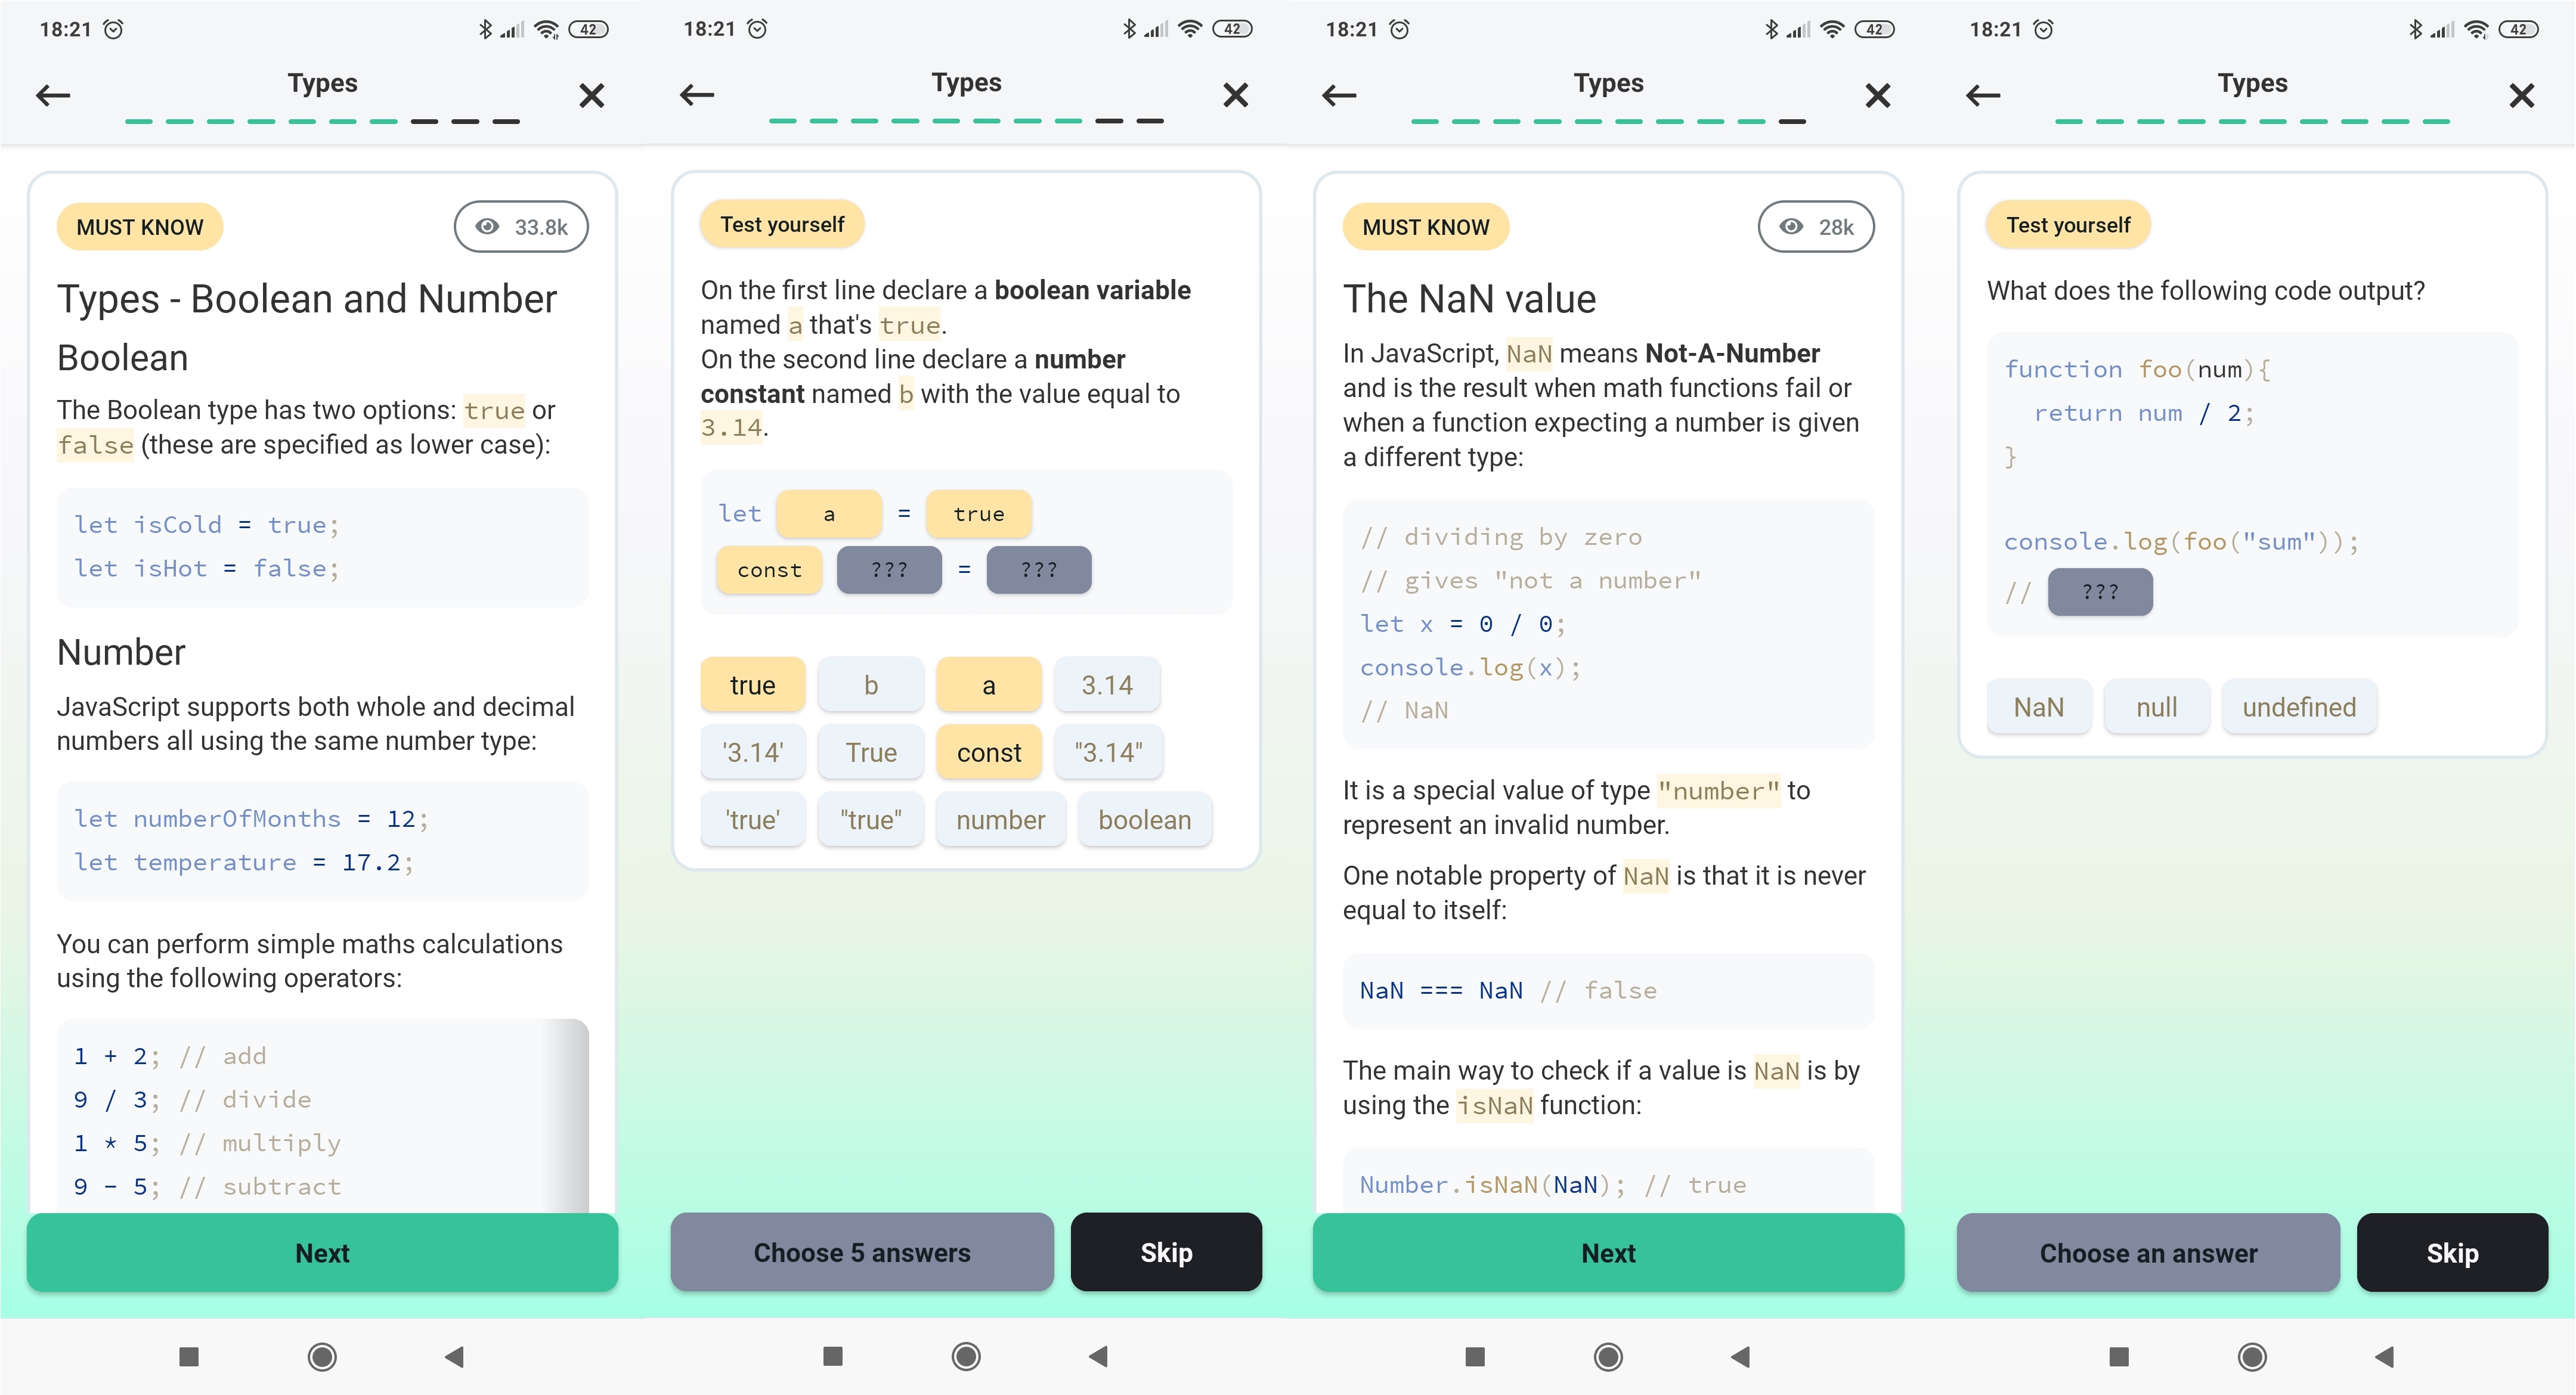 18:21
42
Types
MUST KNOW
33.8k
Types - Boolean and Number
Boolean
The Boolean type has two options: true or
false (these are specified as lower case):
let isCold = true;
let isHot = false;
Number
JavaScript supports both whole and decimal
numbers all using the same number type:
let numberOfMonths = 12;
let temperature = 17.2;
You can perform simple maths calculations
using the following operators:
1 + 2; // add
9 / 3; // divide
1 * 5; // multiply
9 - 5; // subtract
Next
18:21
42
Types
Test yourself
On the first line declare a boolean variable
named a that's true.
On the second line declare a number
constant named b with the value equal to
3.14.
let a = true
const ??? = ???
true b a 3.14
'3.14' True const "3.14"
'true' "true" number boolean
Choose 5 answers Skip
18:21
42
Types
MUST KNOW
28k
The NaN value
In JavaScript, NaN means Not-A-Number
and is the result when math functions fail or
when a function expecting a number is given
a different type:
// dividing by zero
// gives "not a number"
let x = 0 / 0;
console.log(x);
// NaN
It is a special value of type "number" to
represent an invalid number.
One notable property of NaN is that it is never
equal to itself:
NaN === NaN // false
The main way to check if a value is NaN is by
using the isNaN function:
Number.isNaN(NaN); // true
Next
18:21
42
Types
Test yourself
What does the following code output?
function foo(num){
return num / 2;
}
console.log(foo("sum"));
// ???
NaN null undefined
Choose an answer Skip